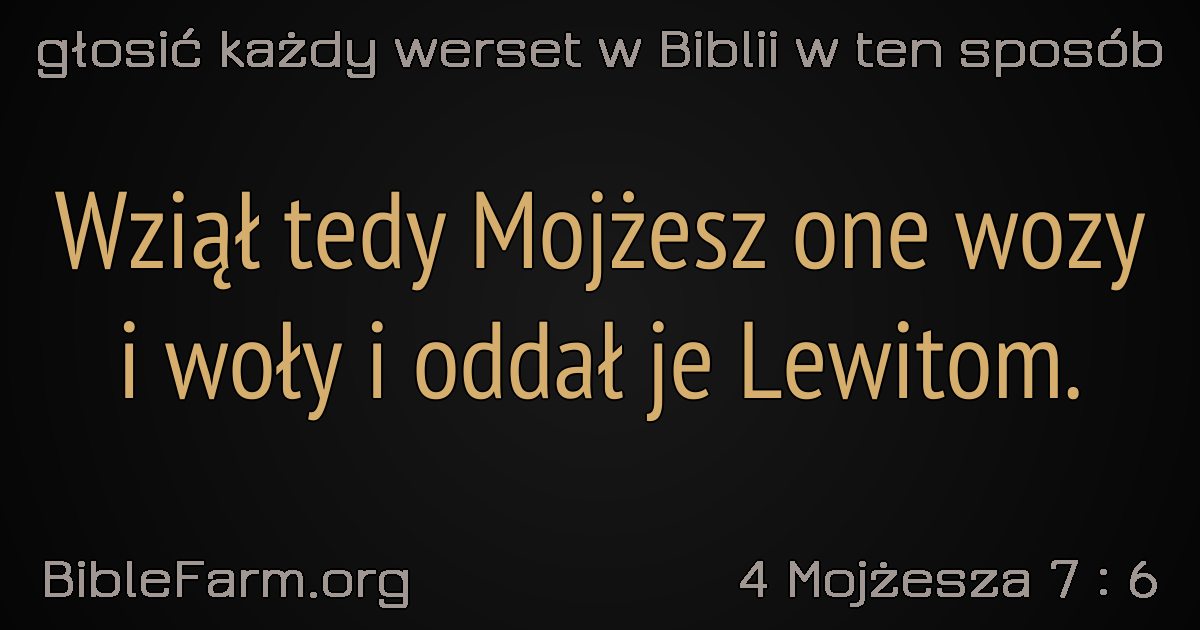 głosić każdy werset w Biblii w ten sposób
Wziął tedy Mojżesz one wozy
i woły i oddał je Lewitom.
BibleFarm.org
4 Mojżesza 7 : 6